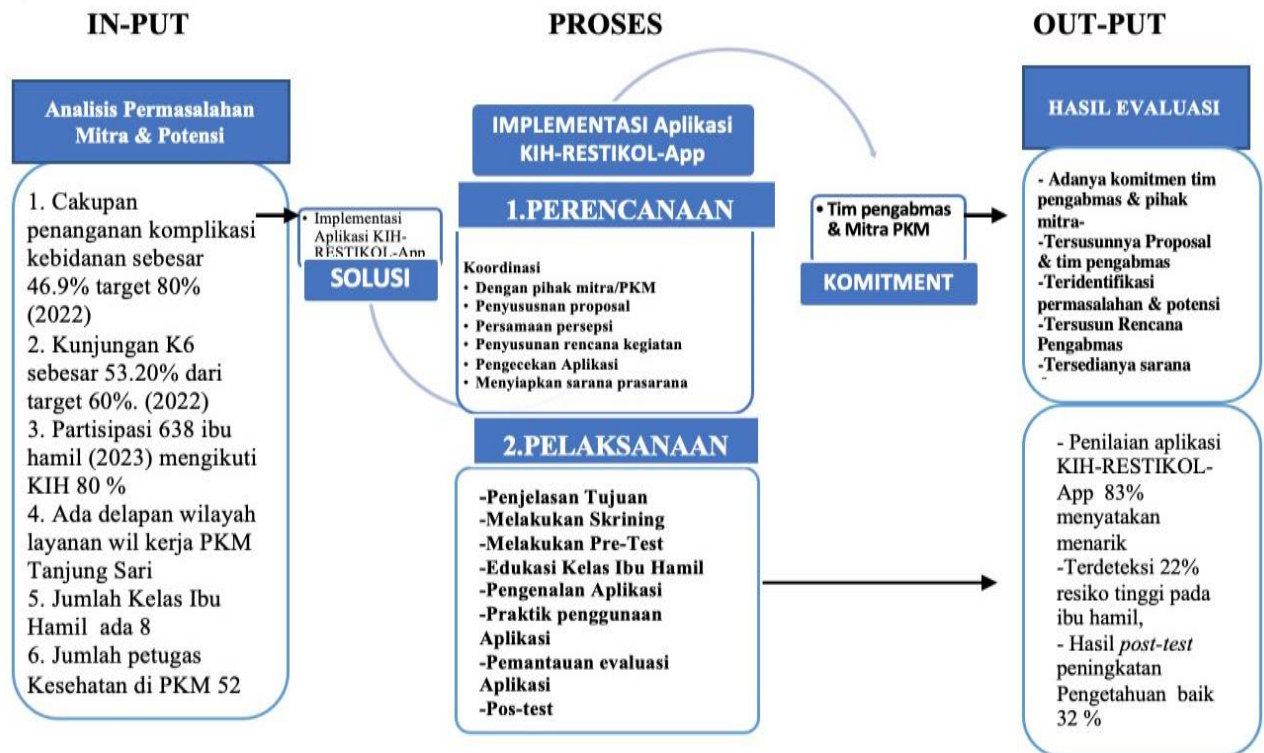 IN-PUT
PROSES
OUT-PUT
Analisis Permasalahan
Mitra & Potensi
1. Cakupan
penanganan komplikasi
kebidanan sebesar
46.9% target 80%
(2022)
2. Kunjungan K6
sebesar 53.20% dari
target 60%. (2022)
3. Partisipasi 638 ibu
hamil (2023) mengikuti
KIH 80 %
4. Ada delapan wilayah
layanan wil kerja PKM
Tanjung Sari
5. Jumlah Kelas Ibu
Hamil ada 8
6. Jumlah petugas
Kesehatan di PKM 52
• Implementasi
Aplikasi KIH-
RESTIKOL-App
SOLUSI
IMPLEMENTASI Aplikasi
KIH-RESTIKOL-App
1.PERENCANAAN
Koordinasi
• Dengan pihak mitra/PKM
• Penyususnan proposal
• Persamaan persepsi
• Penyusunan rencana kegiatan
• Pengecekan Aplikasi
• Menyiapkan sarana prasarana
2.PELAKSANAAN
-Penjelasan Tujuan
-Melakukan Skrining
-Melakukan Pre-Test
-Edukasi Kelas Ibu Hamil
-Pengenalan Aplikasi
-Praktik penggunaan
Aplikasi
-Pemantauan evaluasi
Aplikasi
-Pos-test
• Tim pengabmas
& Mitra PKM
KOMITMENT
HASIL EVALUASI
- Adanya komitmen tim
pengabmas & pihak
mitra-
-Tersusunnya Proposal
& tim pengabmas
-Teridentifikasi
permasalahan & potensi
-Tersusun Rencana
Pengabmas
-Tersedianya sarana
- Penilaian aplikasi
KIH-RESTIKOL-
App 83%
menyatakan
menarik
-Terdeteksi 22%
resiko tinggi pada
ibu hamil,
- Hasil post-test
peningkatan
Pengetahuan baik
32 %